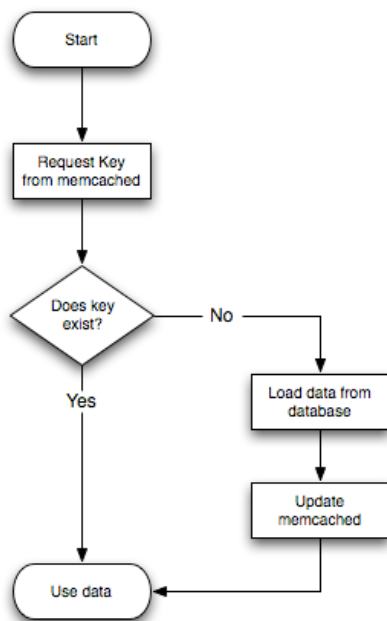 Start
Request Key
from memcached
Does key
exist?
No
Yes
Load data from
database
Update
memcached
Use data